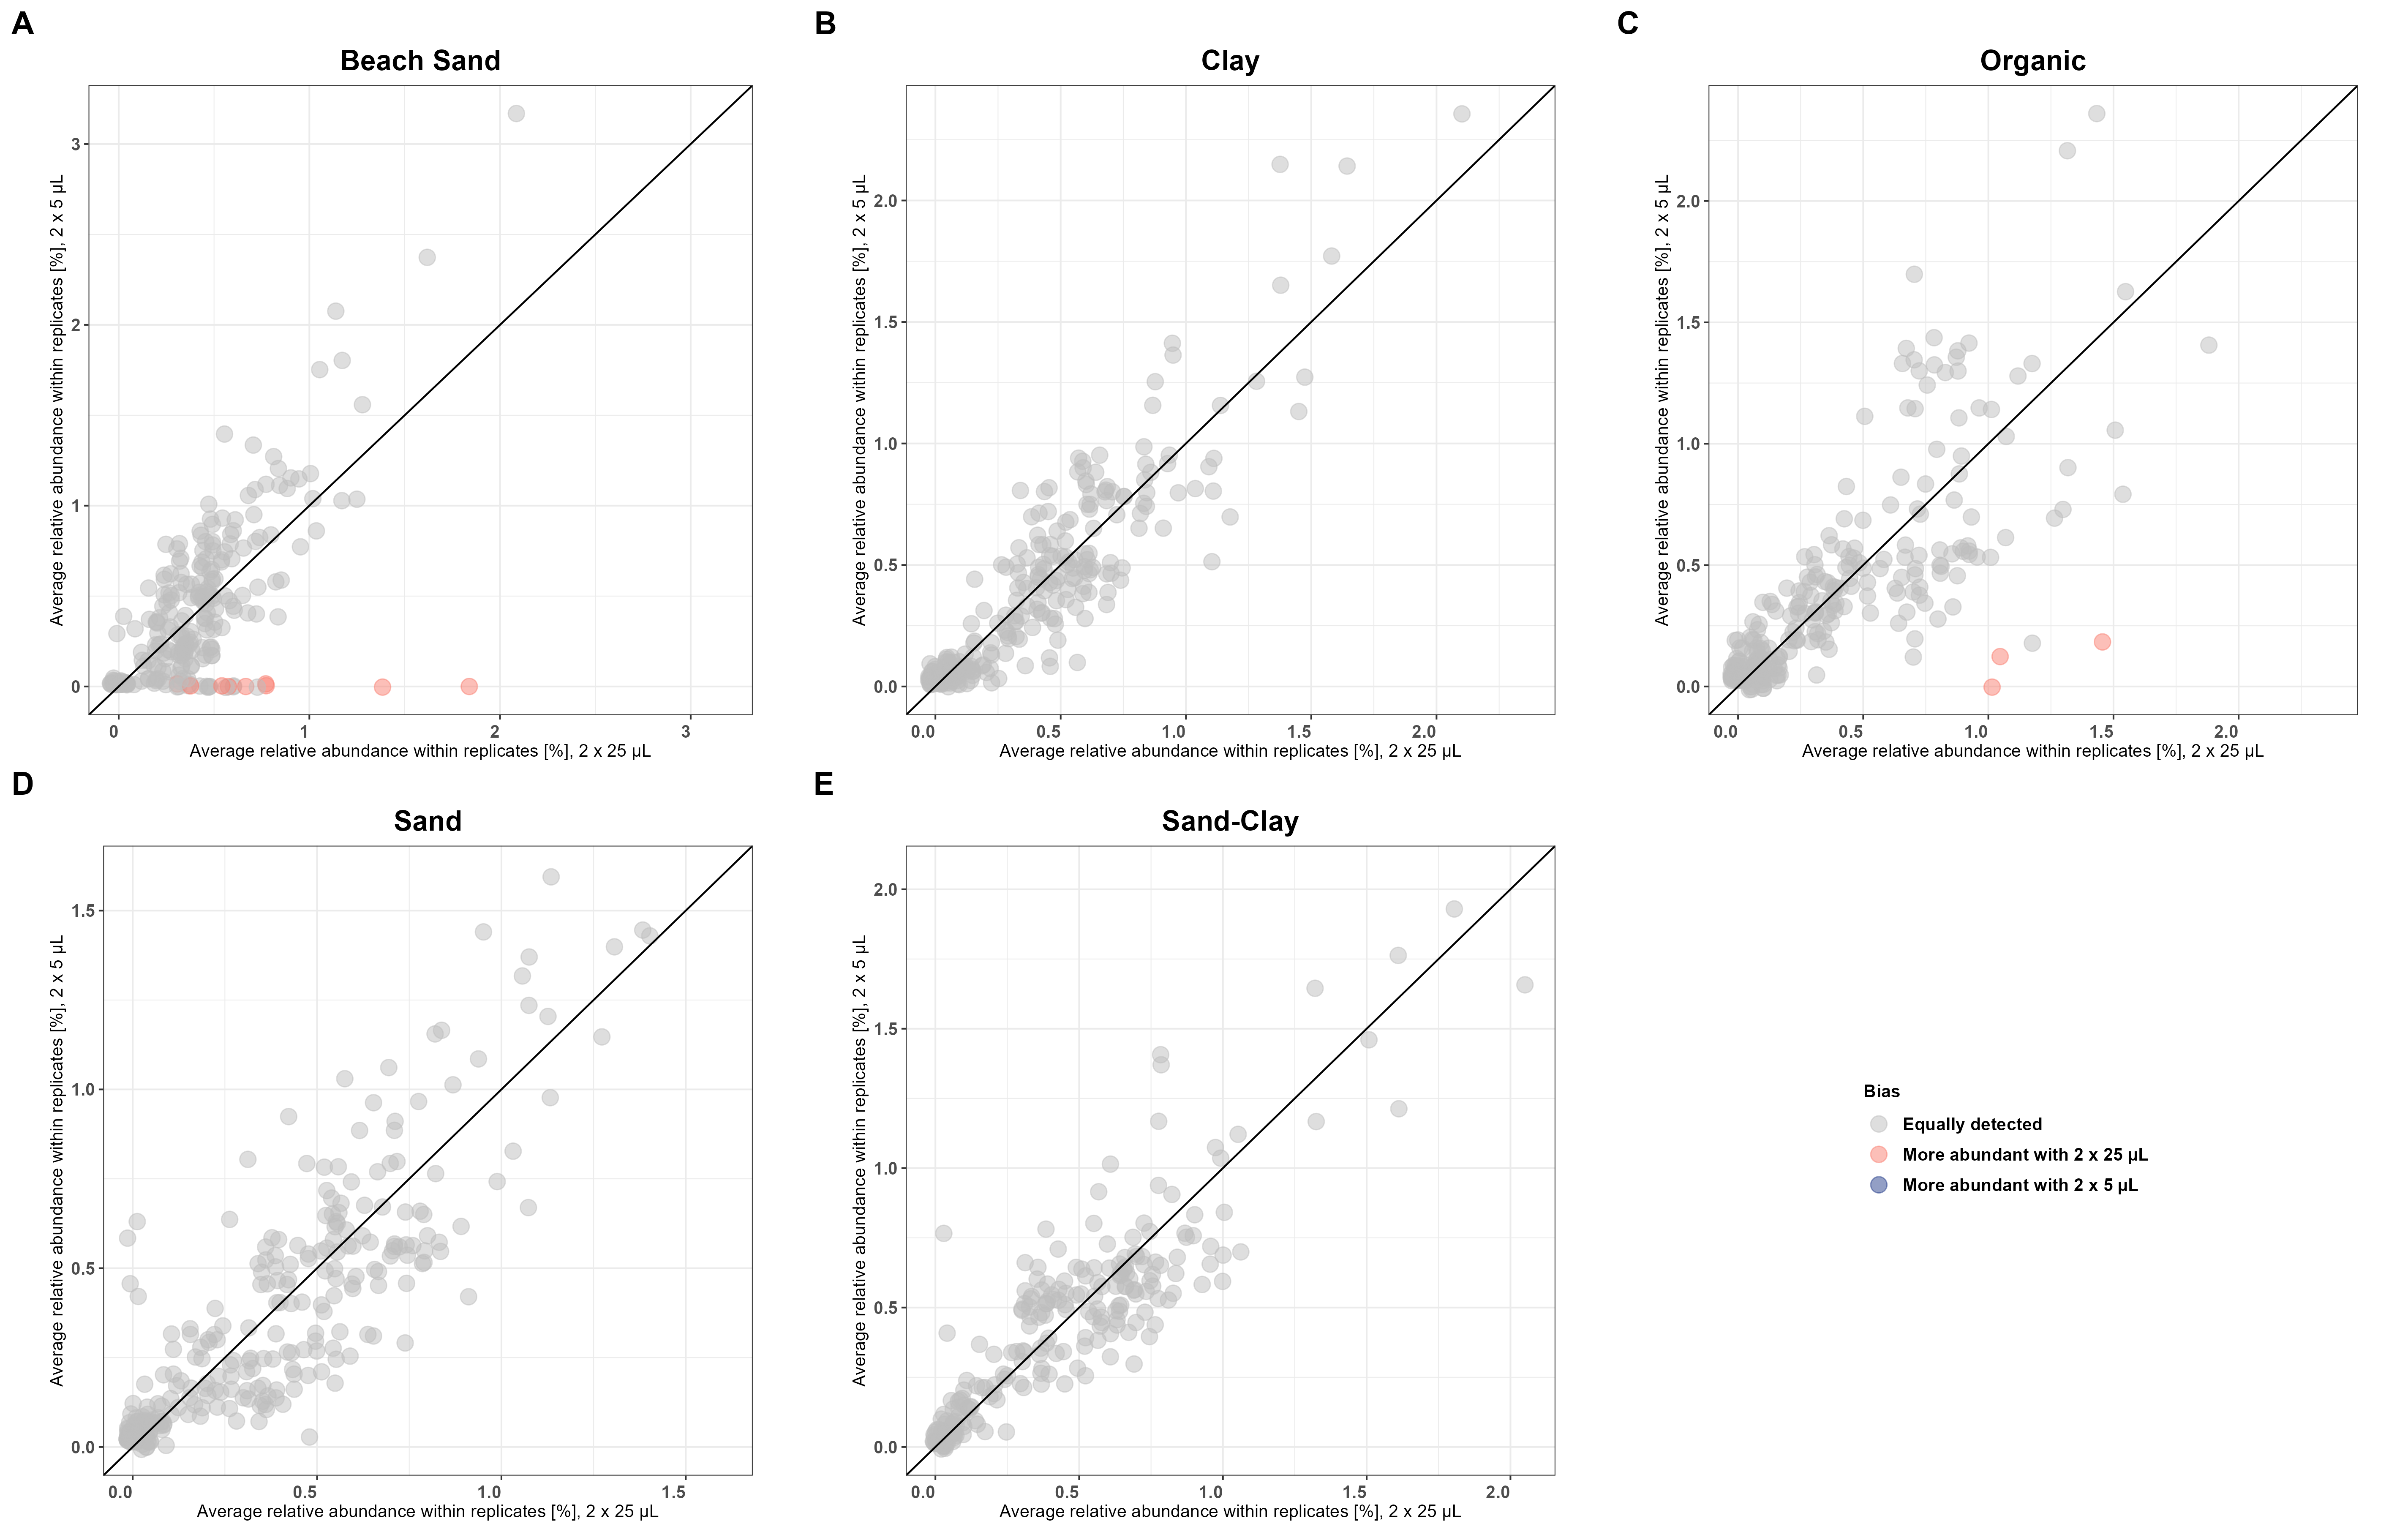 A
Beach Sand
Average relative abundance within replicates [%], 2 x 5 µL
3
2
1
0
0 1 2 3
Average relative abundance within replicates [%], 2 x 25 µL
B
Clay
Average relative abundance within replicates [%], 2 x 5 µL
2.0
1.5
1.0
0.5
0.0
0.0 0.5 1.0 1.5 2.0
Average relative abundance within replicates [%], 2 x 25 µL
C
Organic
Average relative abundance within replicates [%], 2 x 5 µL
2.0
1.5
1.0
0.5
0.0
0.0 0.5 1.0 1.5 2.0
Average relative abundance within replicates [%], 2 x 25 µL
D
Sand
Average relative abundance within replicates [%], 2 x 5 µL
1.5
1.0
0.5
0.0
0.0 0.5 1.0 1.5
Average relative abundance within replicates [%], 2 x 25 µL
E
Sand-Clay
Average relative abundance within replicates [%], 2 x 5 µL
2.0
1.5
1.0
0.5
0.0
0.0 0.5 1.0 1.5 2.0
Average relative abundance within replicates [%], 2 x 25 µL
Bias
Equally detected
More abundant with 2 x 25 µL
More abundant with 2 x 5 µL